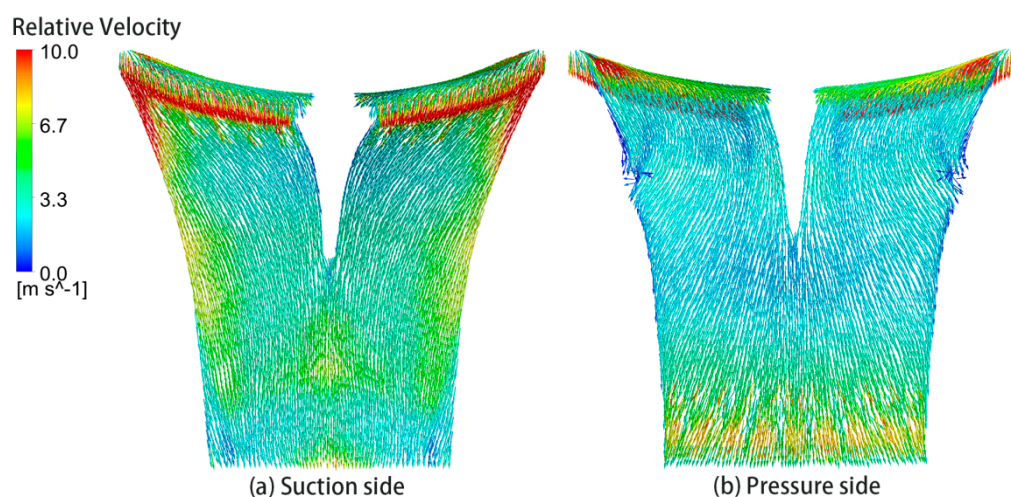 Relative Velocity
10.0
6.7
3.3
0.0
[m s^-1]
(a) Suction side
(b) Pressure side